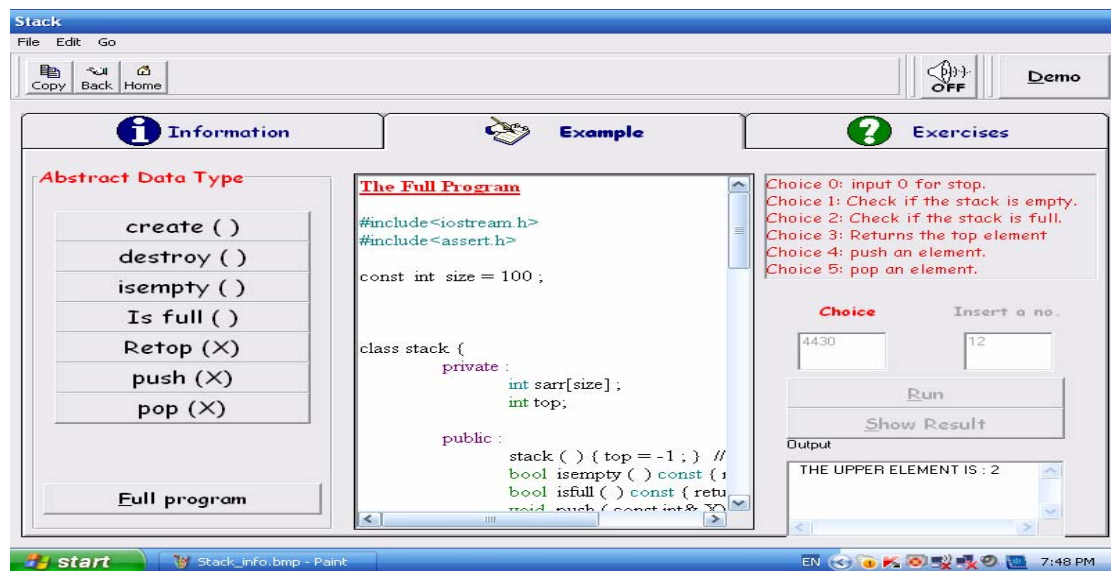 Stack
File Edit Go
Copy Back Home
OFF
Demo
Information
Example
Exercises
Abstract Data Type
create ( )
destroy ( )
isempty ( )
Is full ( )
Retop (X)
push (X)
pop (X)
Full program
The Full Program
#include<iostream.h>
#include<assert.h>
const int size = 100 ;
class stack {
private :
int sarr[size] ;
int top;
public :
stack ( ) { top = -1 ; } //
bool isempty ( ) const {
bool isfull ( ) const { retu
void push ( const int& X)
Choice 0: input 0 for stop.
Choice 1: Check if the stack is empty.
Choice 2: Check if the stack is full.
Choice 3: Returns the top element
Choice 4: push an element.
Choice 5: pop an element.
Choice Insert a no.
4430 12
Run
Show Result
Output
THE UPPER ELEMENT IS : 2
start
Stack_info.bmp - Paint
EN
7:48 PM